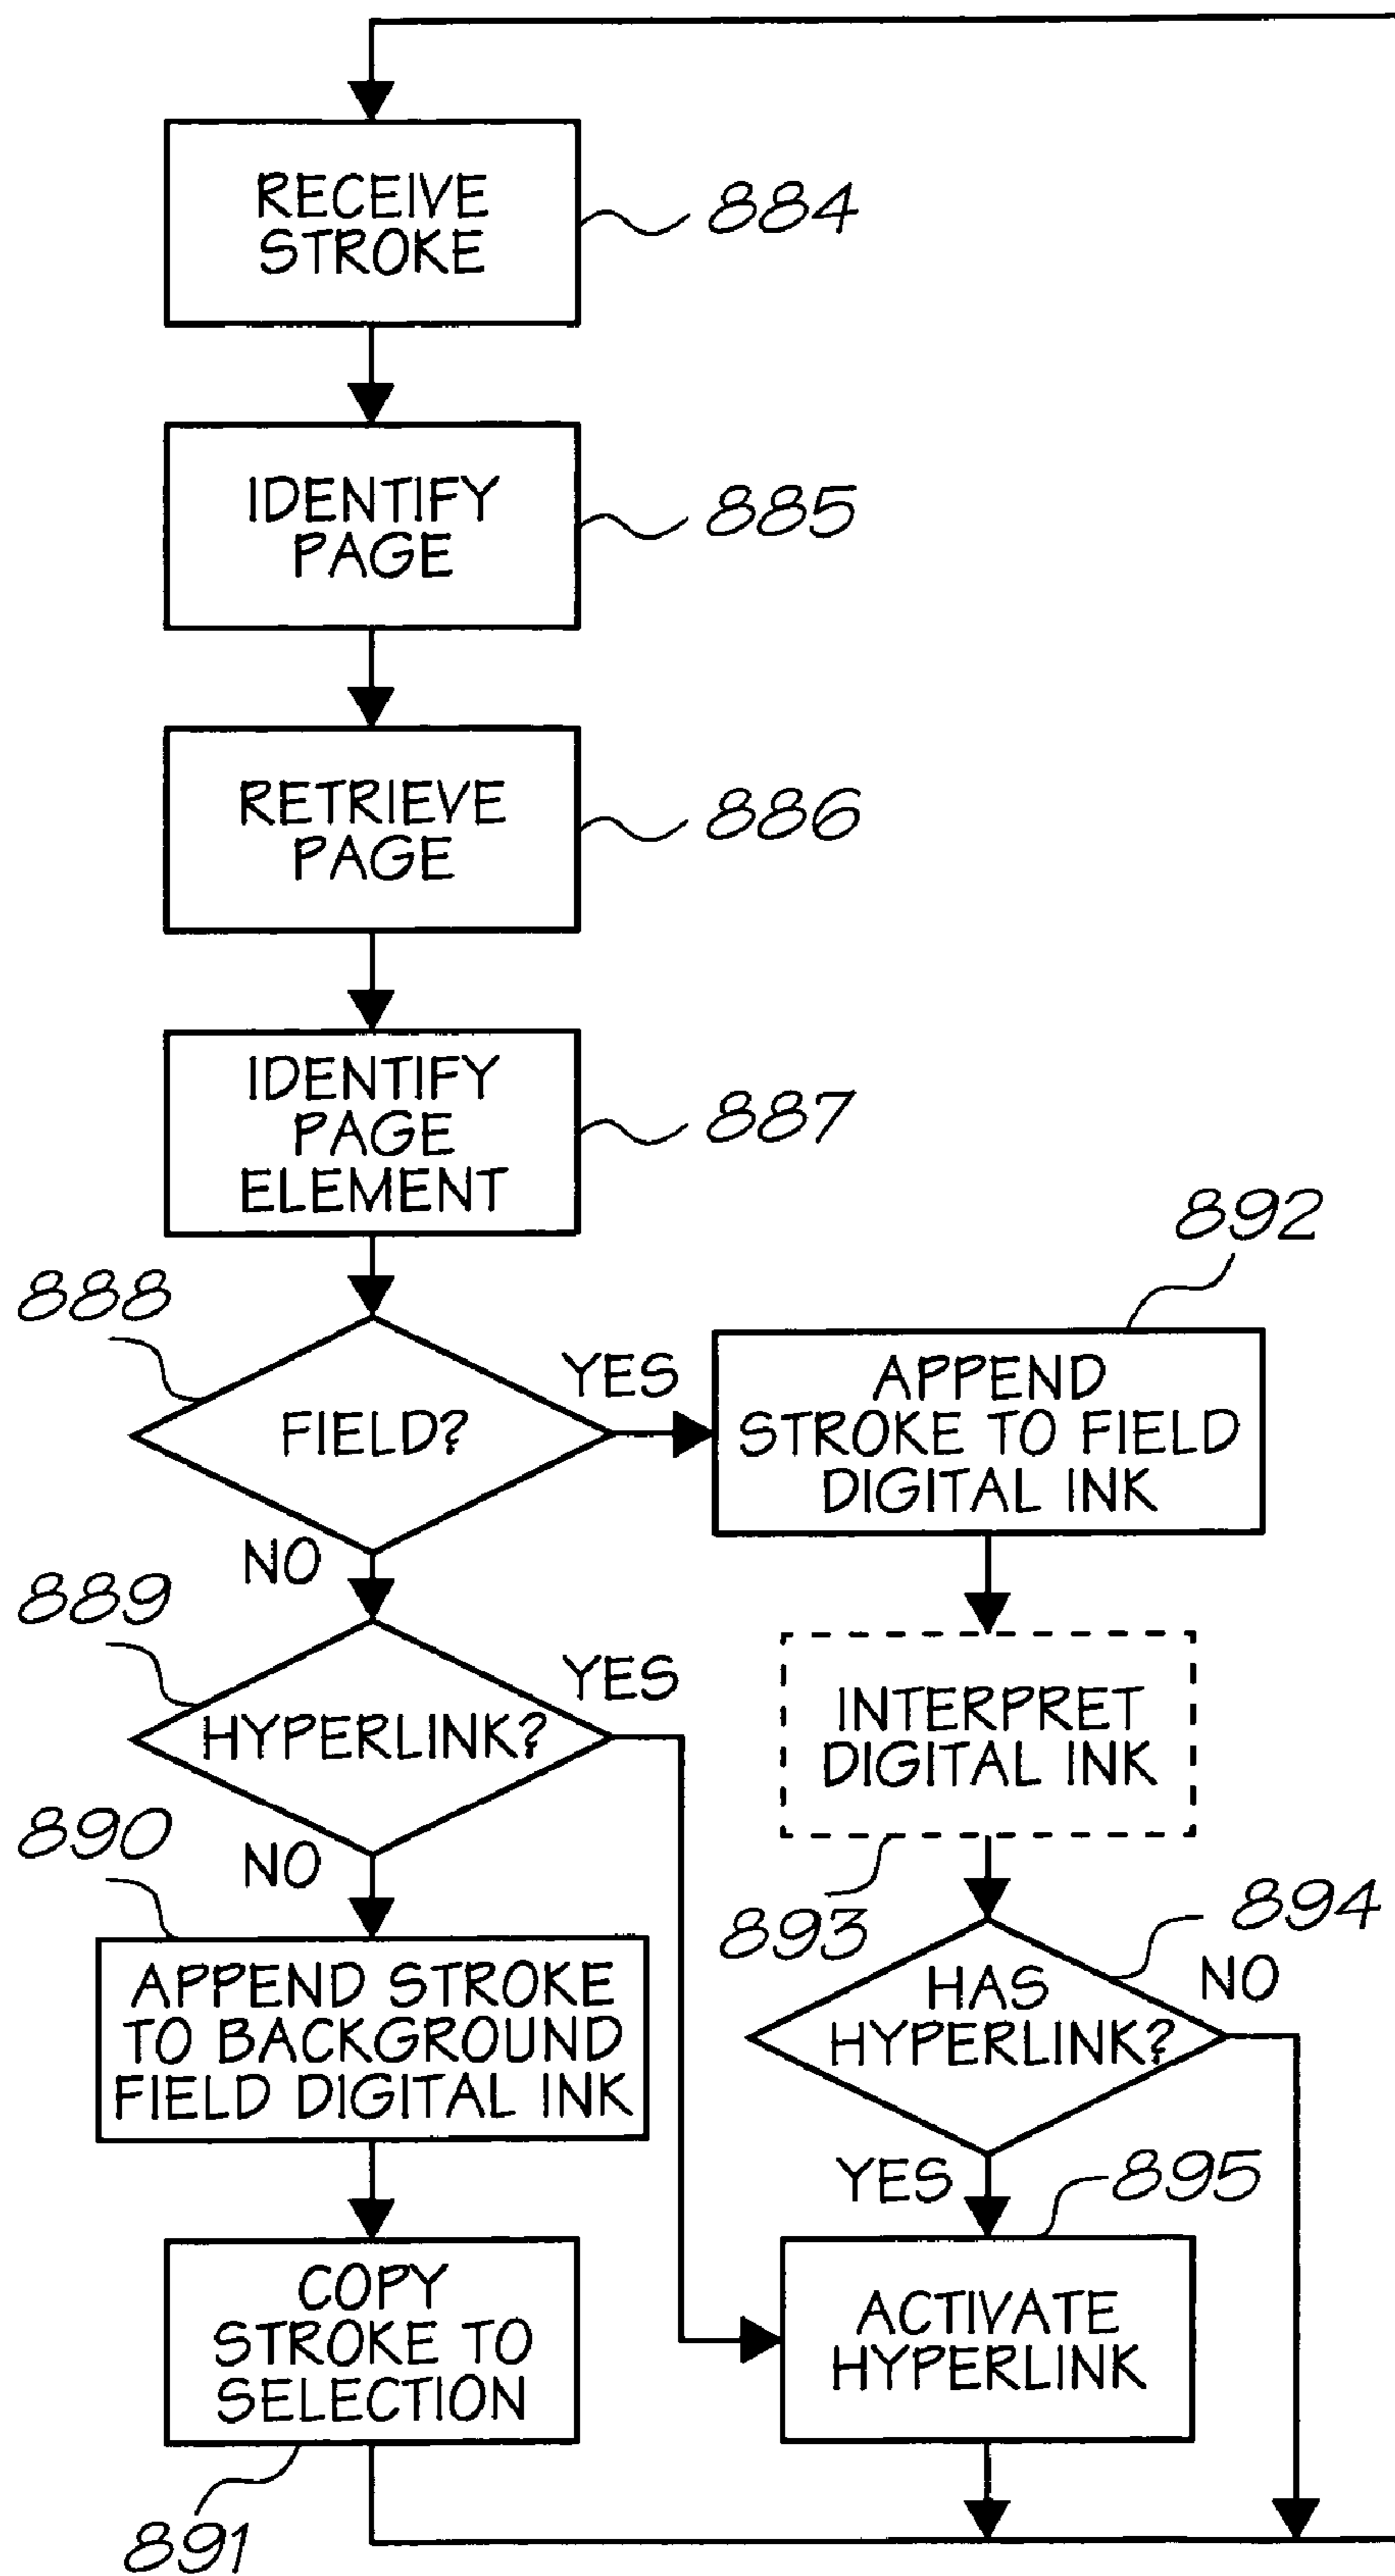 RECEIVE
STROKE
884
IDENTIFY
PAGE
885
RETRIEVE
PAGE
886
IDENTIFY
PAGE
ELEMENT
887
888
FIELD?
YES
NO
892
APPEND
STROKE TO FIELD
DIGITAL INK
889
HYPERLINK?
YES
NO
INTERPRET
DIGITAL INK
893
890
APPEND STROKE
TO BACKGROUND
FIELD DIGITAL INK
894
HAS
HYPERLINK?
NO
YES
895
COPY
STROKE TO
SELECTION
891
ACTIVATE
HYPERLINK